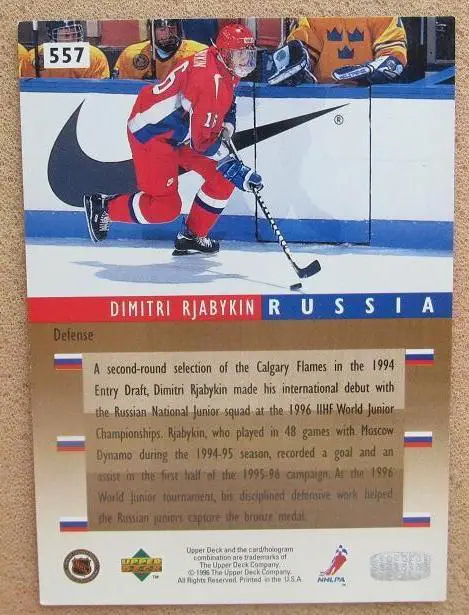 557
16
®
DIMITRI RJABYKIN RUSSIA
Defense
A second-round selection of the Calgary Flames in the 1994
Entry Draft, Dimitri Rjabykin made his international debut with
the Russian National Junior squad at the 1996 IIHF World Junior
Championships. Rjabykin, who played in 48 games with Moscow
Dynamo during the 1994-95 season, recorded a goal and an
assist in the first half of the 1995-96 campaign. At the 1996
World Junior tournament, his disciplined defensive work helped
the Russian juniors capture the bronze medal.
Upper Deck and the card/hologram
combination are trademarks of
The Upper Deck Company.
© 1996 The Upper Deck Company.
All Rights Reserved. Printed in the U.S.A.
UPPER DECK ™
NHLPA ™